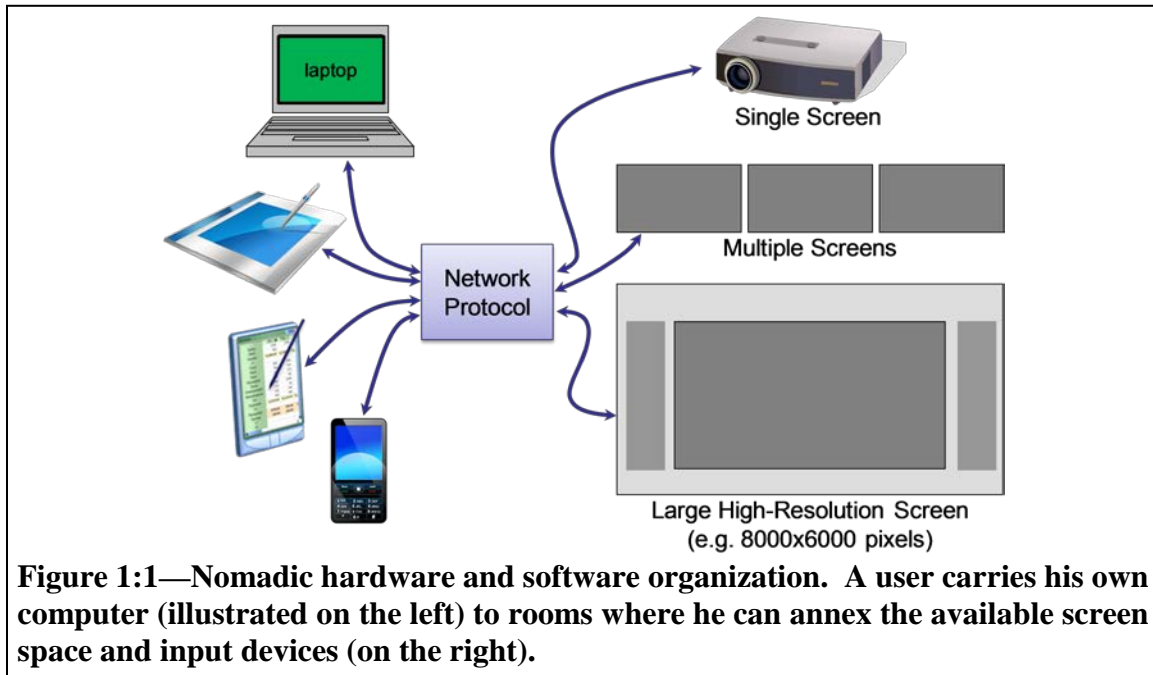 laptop
Single Screen
Multiple Screens
Network
Protocol
Large High-Resolution Screen
(e.g. 8000x6000 pixels)
Figure 1:1—Nomadic hardware and software organization.  A user carries his own
computer (illustrated on the left) to rooms where he can annex the available screen
space and input devices (on the right).